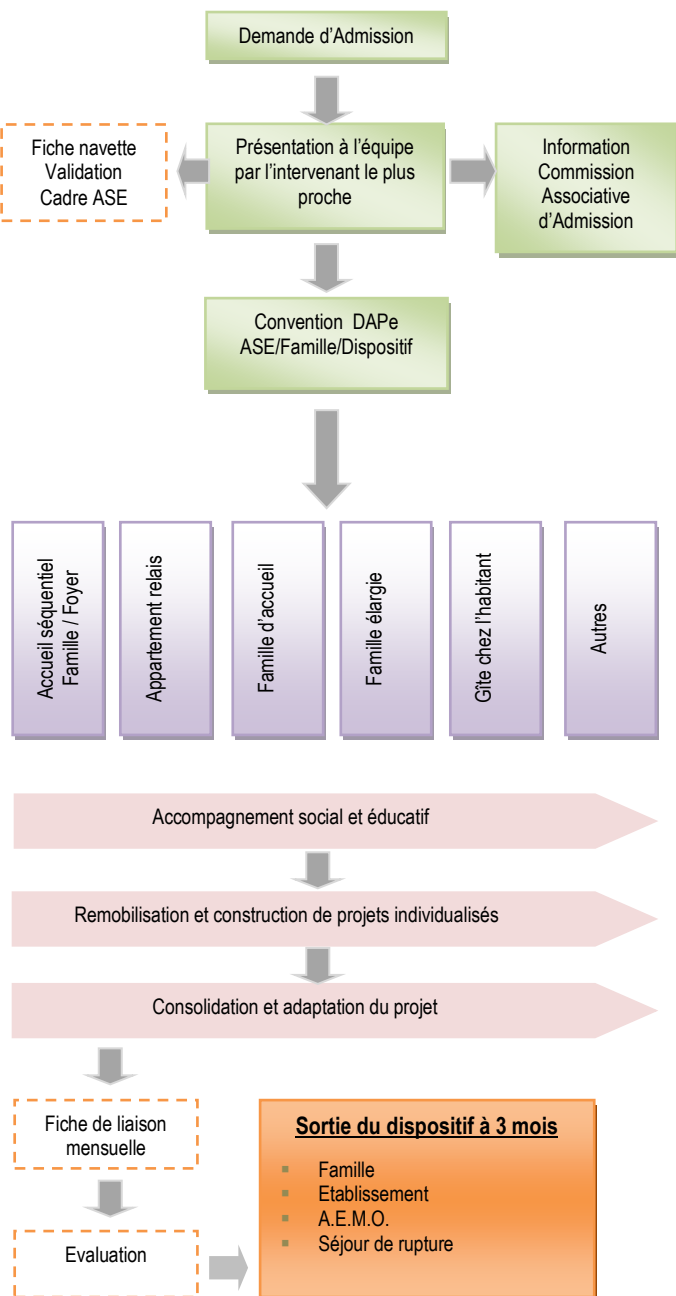 Demande d'Admission
Fiche navette
Validation
Cadre ASE
Présentation à l'équipe
par l'intervenant le plus
proche
Information
Commission
Associative
d'Admission
Convention DAPe
ASE/Famille/Dispositif
Accueil séquentiel
Famille / Foyer
Appartement relais
Famille d'accueil
Famille élargie
Gîte chez l'habitant
Autres
Accompagnement social et éducatif
Remobilisation et construction de projets individualisés
Consolidation et adaptation du projet
Fiche de liaison
mensuelle
Evaluation
Sortie du dispositif à 3 mois
▪ Famille
▪ Etablissement
▪ A.E.M.O.
▪ Séjour de rupture